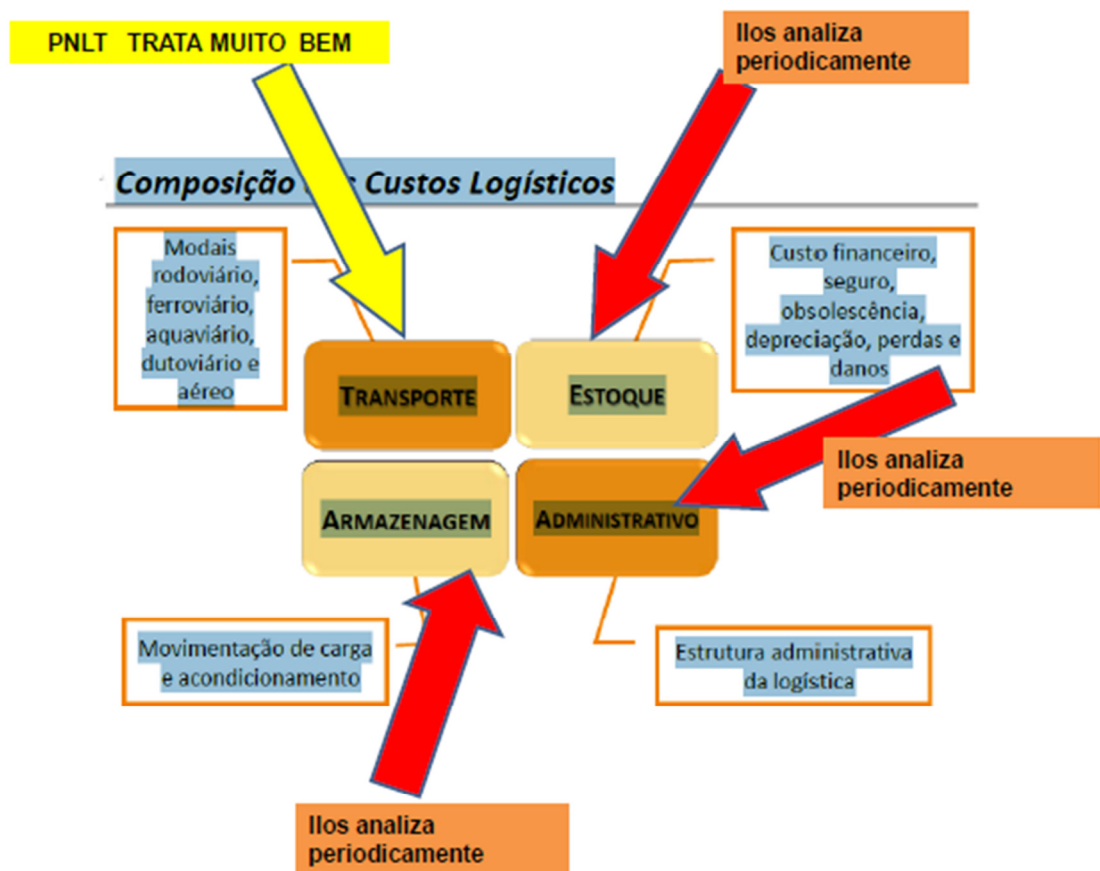 PNLT TRATA MUITO BEM
Ilos analiza
periodicamente
Composição s Custos Logísticos
Modais
rodoviário,
ferroviário,
aquaviário,
dutoviário e
aéreo
Custo financeiro,
seguro,
obsolescência,
depreciação, perdas e
danos
TRANSPORTE
ESTOQUE
Ilos analiza
periodicamente
ARMAZENAGEM
ADMINISTRATIVO
Movimentação de carga
e acondicionamento
Estrutura administrativa
da logística
Ilos analiza
periodicamente